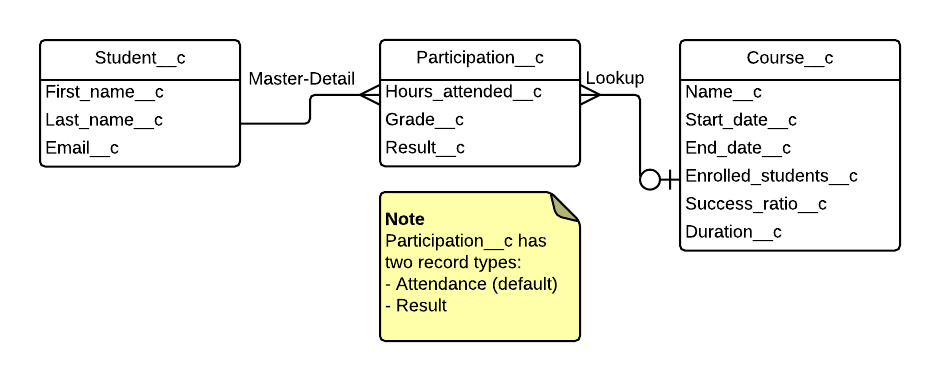 Student__c
First_name__c
Last_name__c
Email__c
Master-Detail
Participation__c
Hours_attended__c
Grade__c
Result__c
Lookup
Course__c
Name__c
Start_date__c
End_date__c
Enrolled_students__c
Success_ratio__c
Duration__c
Note
Participation__c has
two record types:
- Attendance (default)
- Result